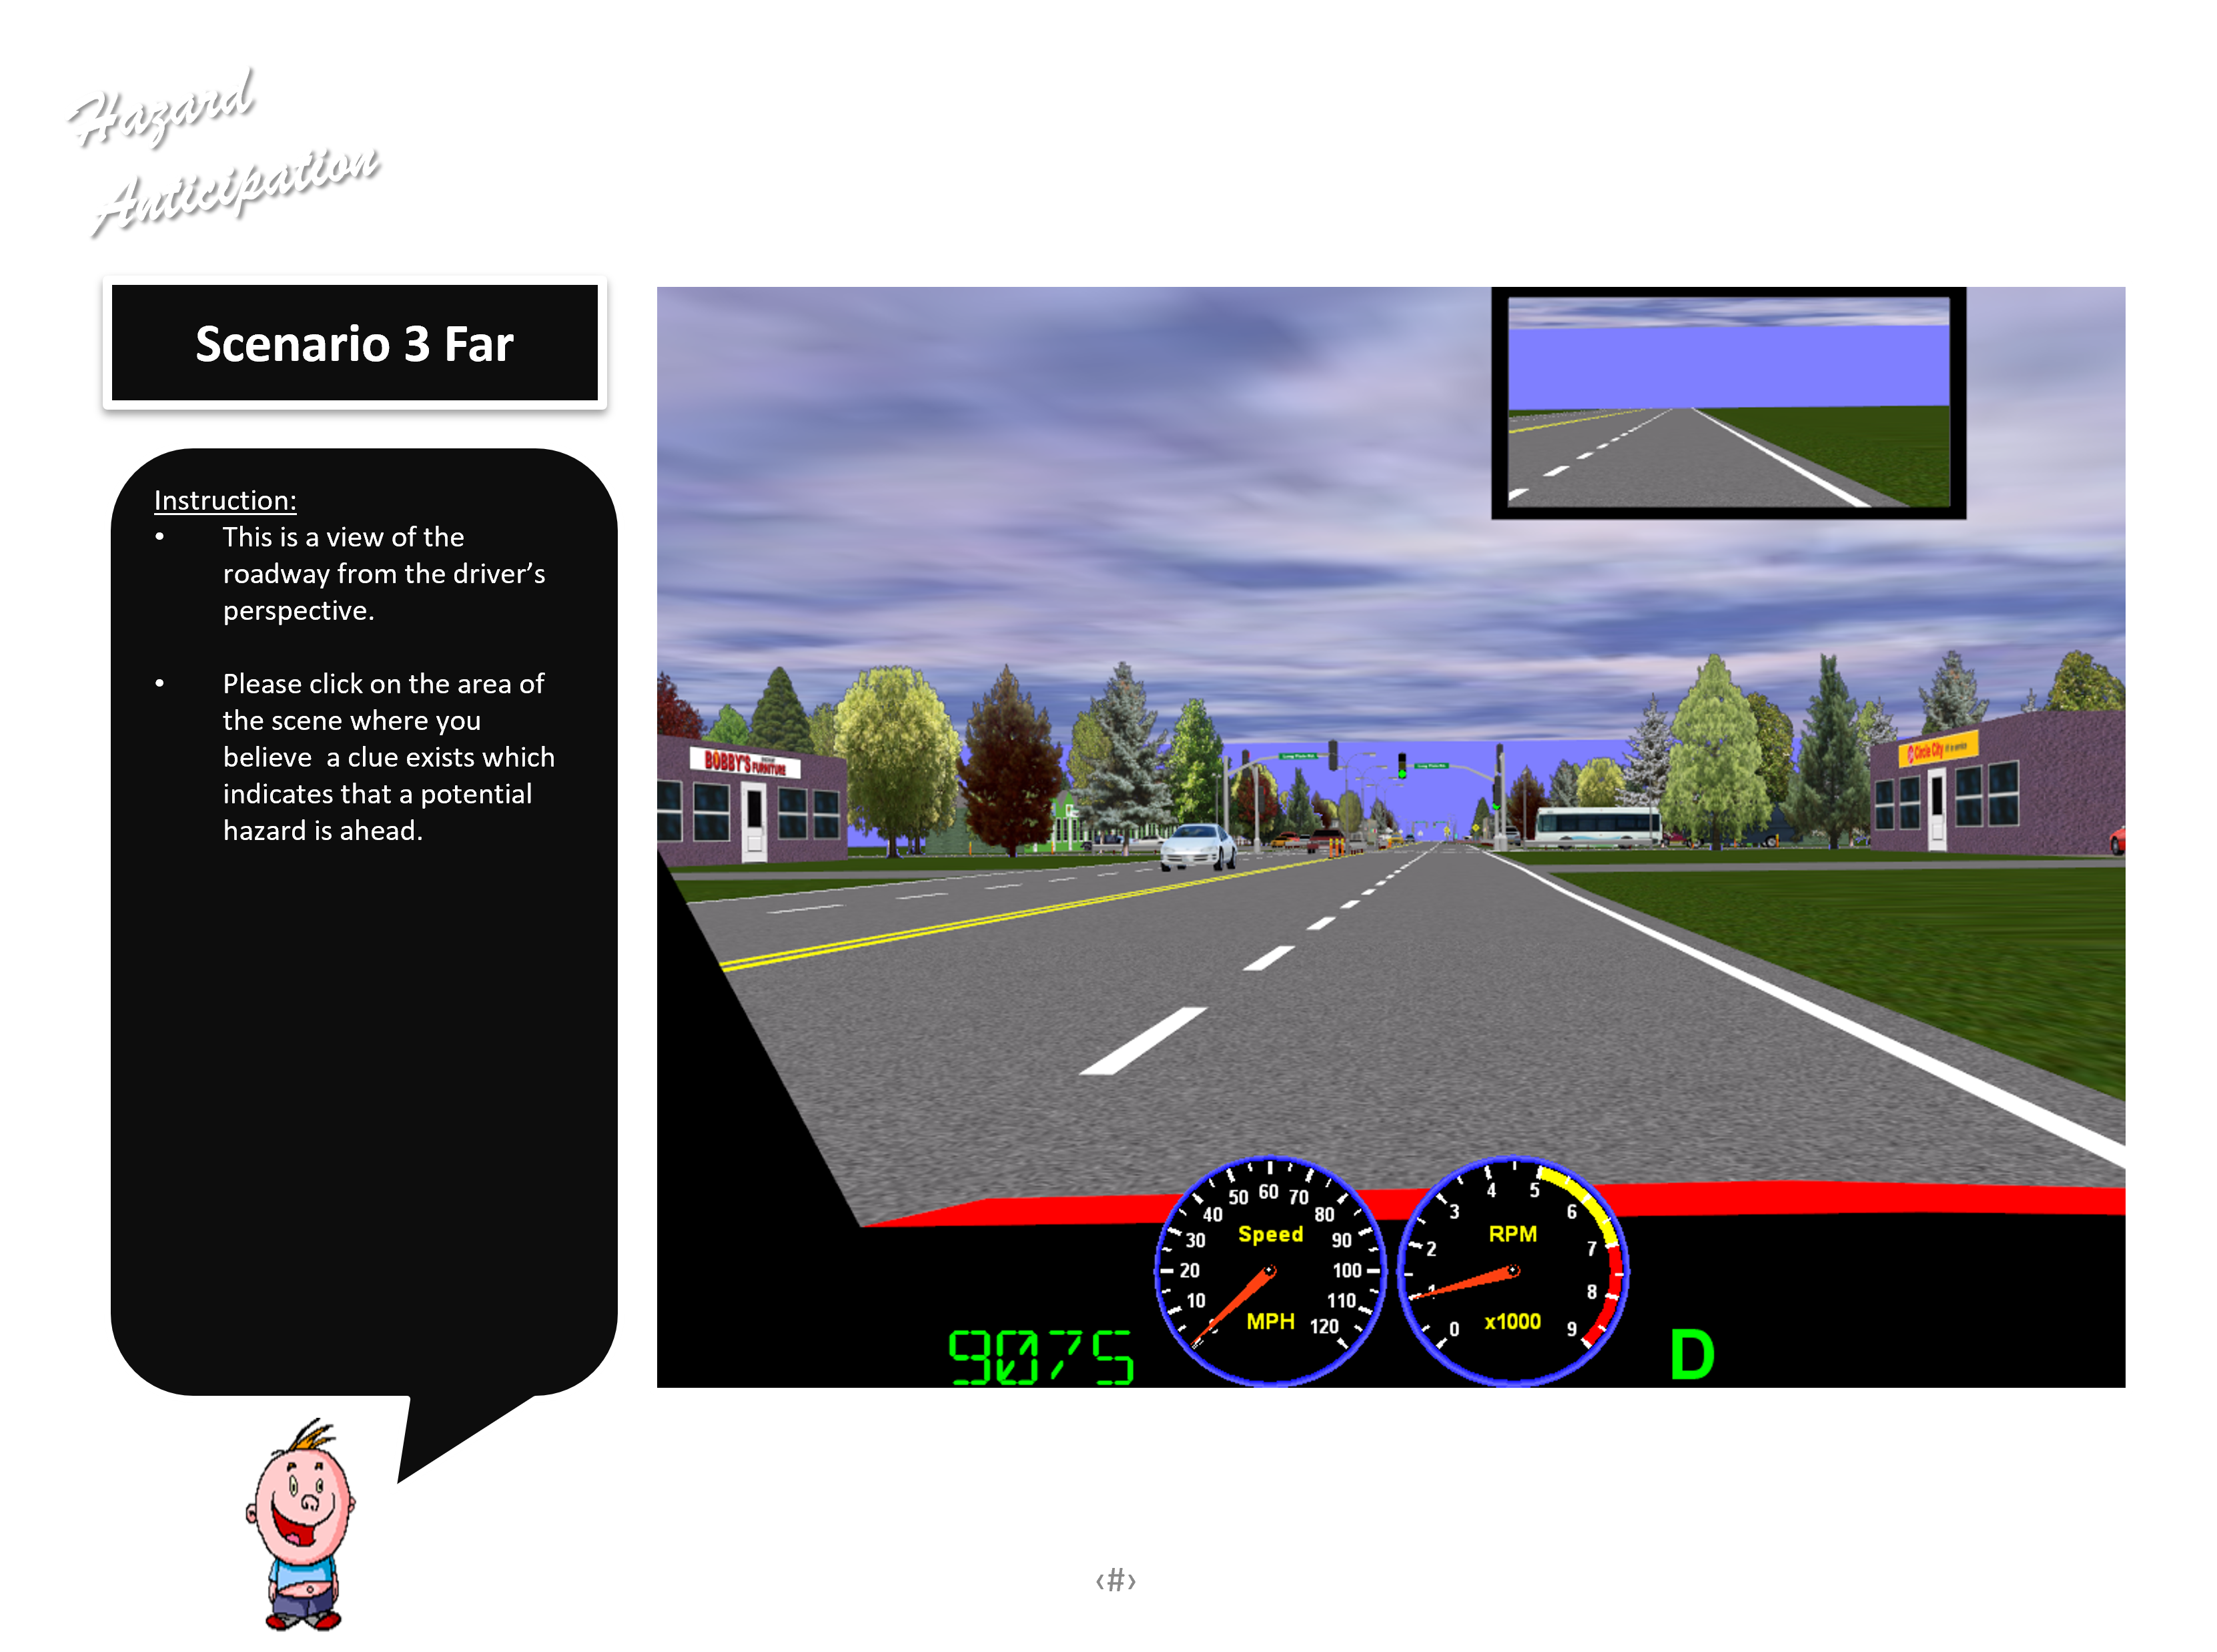 Hazard
Anticipation
Scenario 3 Far
Instruction:
• This is a view of the
roadway from the driver’s
perspective.
• Please click on the area of
the scene where you
believe  a clue exists which
indicates that a potential
hazard is ahead.
BOBBY'S FURNITURE
Circle City
50 60 70
40 80
30 Speed 90
20 100
10 MPH 110
0 120
4 5
3 6
2 RPM 7
1 8
0 x1000 9
9075
D
‹#›